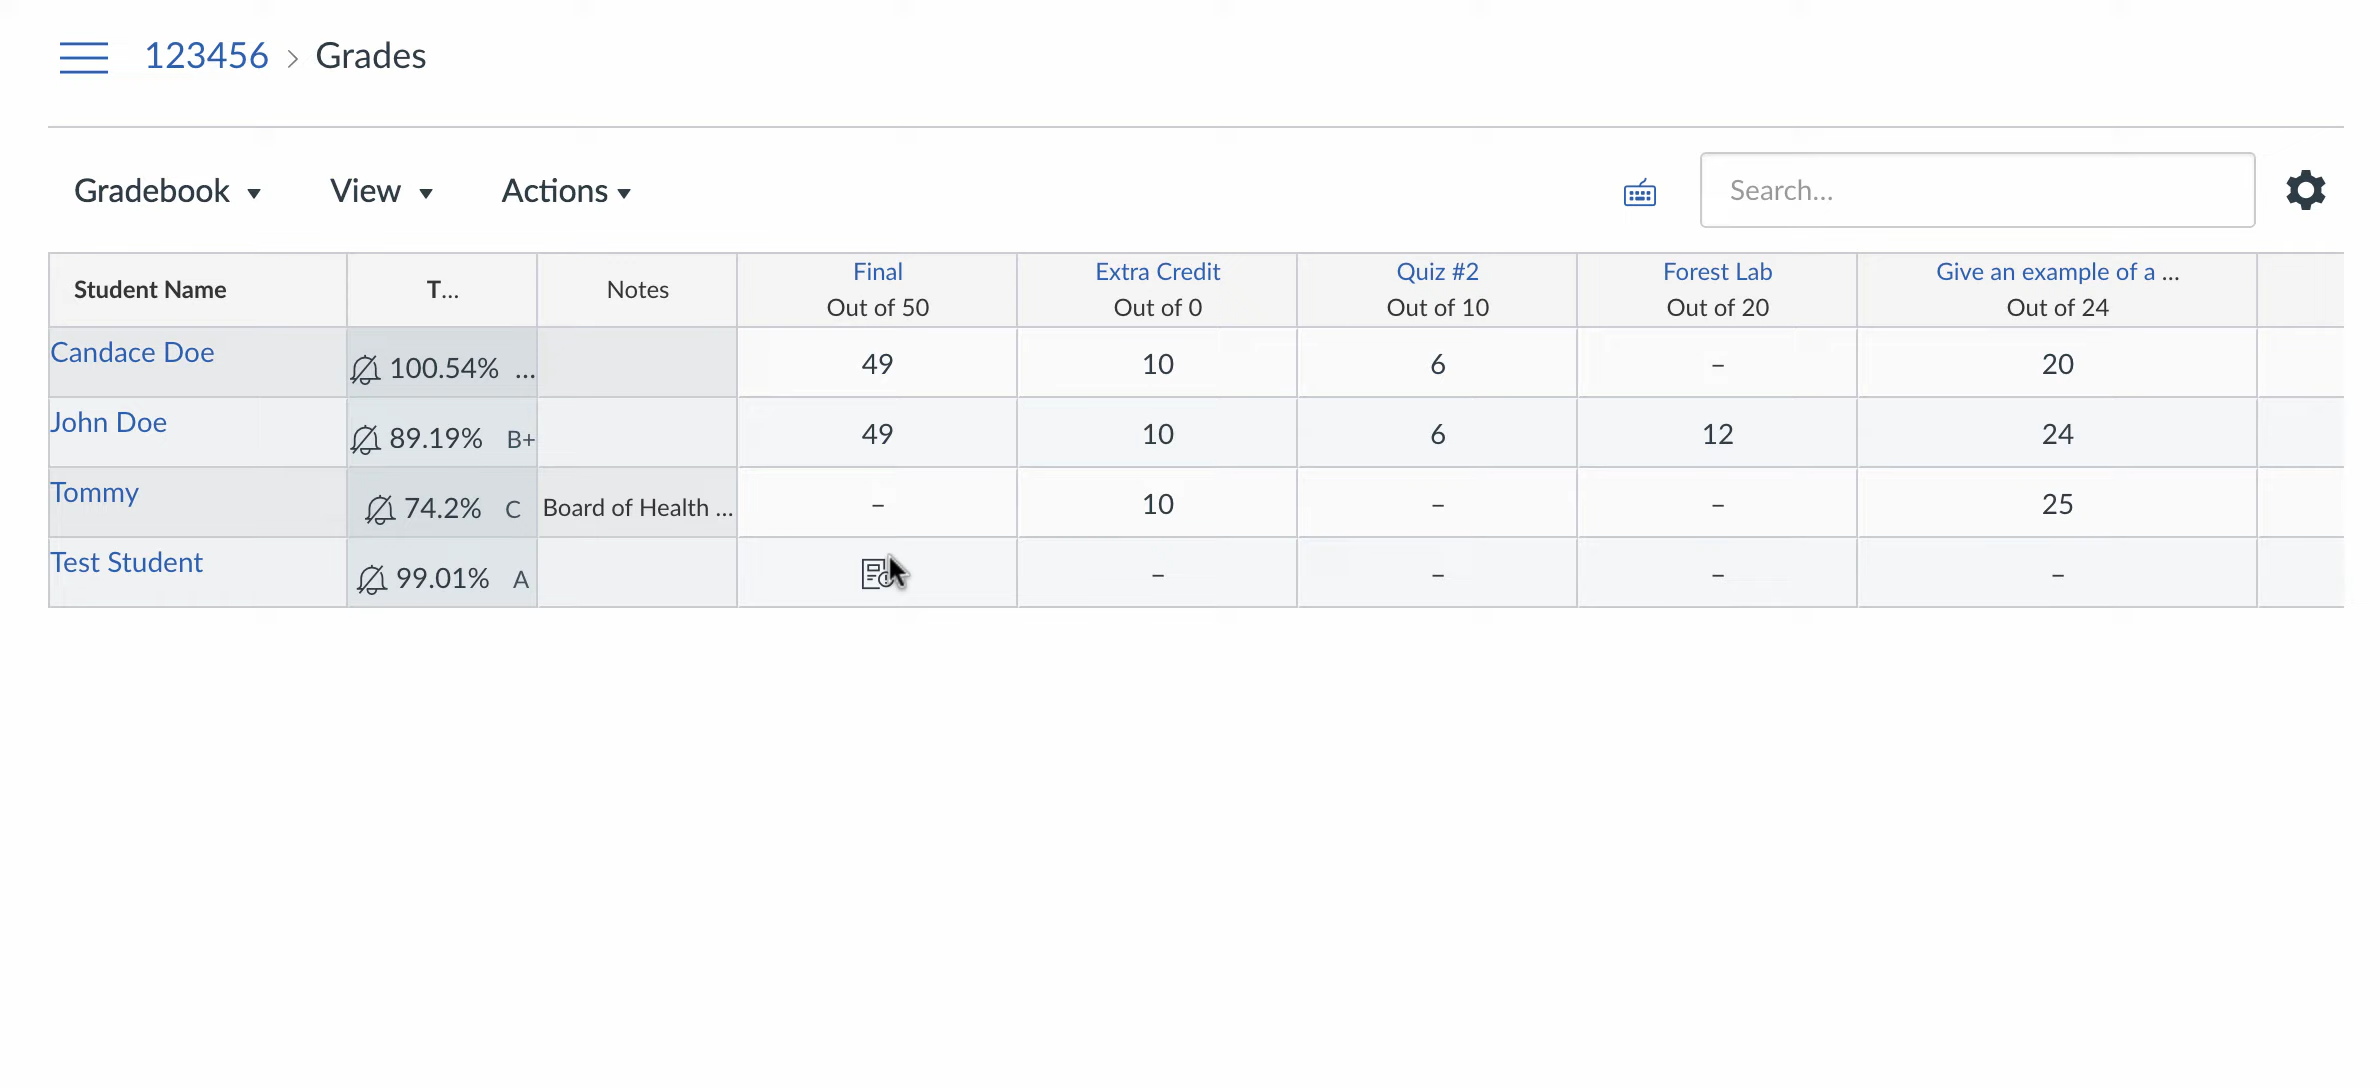 123456 > Grades
Gradebook ▾ View ▾ Actions ▾ Search...
Student Name T... Notes Final Out of 50 Extra Credit Out of 0 Quiz #2 Out of 10 Forest Lab Out of 20 Give an example of a ... Out of 24
Candace Doe 100.54% ... 49 10 6 – 20
John Doe 89.19% B+ 49 10 6 12 24
Tommy 74.2% C Board of Health ... – 10 – – 25
Test Student 99.01% A – – – –